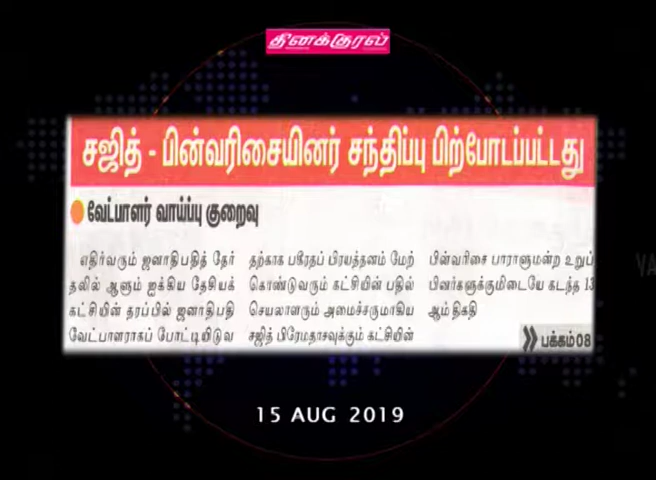 தினக்குரல்
சஜித் - பின்வரிசையினர் சந்திப்பு பிற்போடப்பட்டது
வேட்பாளர் வாய்ப்பு குறைவு
எதிர்வரும் ஜனாதிபதித் தேர்
தலில் ஆளும் ஐக்கிய தேசியக்
கட்சியின் தரப்பில் ஜனாதிபதி
வேட்பாளராகப் போட்டியிடுவ
தற்காக பகீரதப் பிரயத்தனம் மேற்
கொண்டுவரும் கட்சியின் பதில்
செயலாளரும் அமைச்சருமாகிய
சஜித் பிரேமதாசவுக்கும் கட்சியின்
பின்வரிசை பாராளுமன்ற உறுப்
பினர்களுக்குமிடையே கடந்த 13
ஆம் திகதி
பக்கம் 08
15 AUG 2019